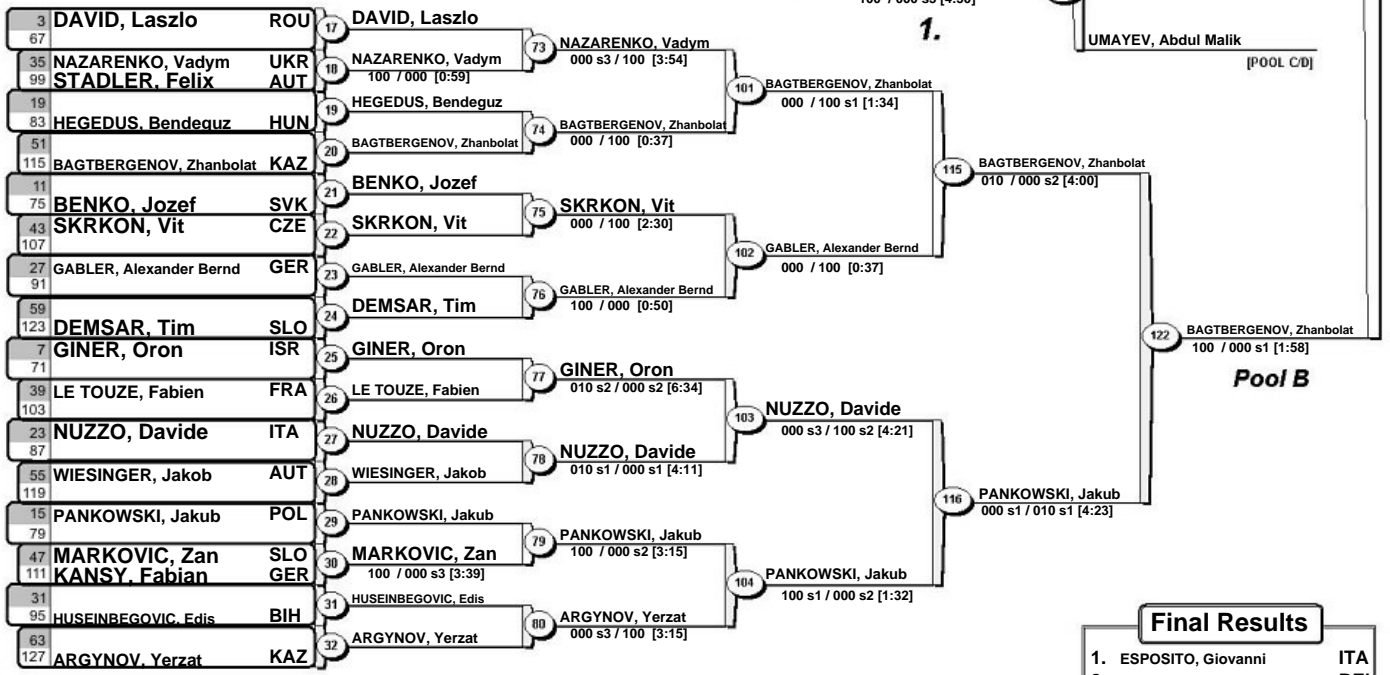 100 / 000 s3 [4:30]
1.
UMAYEV, Abdul Malik
[POOL C/D]
3 DAVID, Laszlo ROU
67
35 NAZARENKO, Vadym UKR
99 STADLER, Felix AUT
19
83 HEGEDUS, Bendeguz HUN
51
115 BAGTBERGENOV, Zhanbolat KAZ
11
75 BENKO, Jozef SVK
43 SKRKON, Vit CZE
107
27 GABLER, Alexander Bernd GER
91
59
123 DEMSAR, Tim SLO
7 GINER, Oron ISR
71
39 LE TOUZE, Fabien FRA
103
23 NUZZO, Davide ITA
87
55 WIESINGER, Jakob AUT
119
15 PANKOWSKI, Jakub POL
79
47 MARKOVIC, Zan SLO
111 KANSY, Fabian GER
31
95 HUSEINBEGOVIC, Edis BIH
63
127 ARGYNOV, Yerzat KAZ
17 DAVID, Laszlo
18 NAZARENKO, Vadym
100 / 000 [0:59]
19 HEGEDUS, Bendeguz
20 BAGTBERGENOV, Zhanbolat
21 BENKO, Jozef
22 SKRKON, Vit
23 GABLER, Alexander Bernd
24 DEMSAR, Tim
25 GINER, Oron
26 LE TOUZE, Fabien
27 NUZZO, Davide
28 WIESINGER, Jakob
29 PANKOWSKI, Jakub
30 MARKOVIC, Zan
100 / 000 s3 [3:39]
31 HUSEINBEGOVIC, Edis
32 ARGYNOV, Yerzat
73 NAZARENKO, Vadym
000 s3 / 100 [3:54]
74 BAGTBERGENOV, Zhanbolat
000 / 100 [0:37]
75 SKRKON, Vit
000 / 100 [2:30]
76 GABLER, Alexander Bernd
100 / 000 [0:50]
77 GINER, Oron
010 s2 / 000 s2 [6:34]
78 NUZZO, Davide
010 s1 / 000 s1 [4:11]
79 PANKOWSKI, Jakub
100 / 000 s2 [3:15]
80 ARGYNOV, Yerzat
000 s3 / 100 [3:15]
101 BAGTBERGENOV, Zhanbolat
000 / 100 s1 [1:34]
102 GABLER, Alexander Bernd
000 / 100 [0:37]
103 NUZZO, Davide
000 s3 / 100 s2 [4:21]
104 PANKOWSKI, Jakub
100 s1 / 000 s2 [1:32]
115 BAGTBERGENOV, Zhanbolat
010 / 000 s2 [4:00]
116 PANKOWSKI, Jakub
000 s1 / 010 s1 [4:23]
122 BAGTBERGENOV, Zhanbolat
100 / 000 s1 [1:58]
Pool B
Final Results
1. ESPOSITO, Giovanni ITA